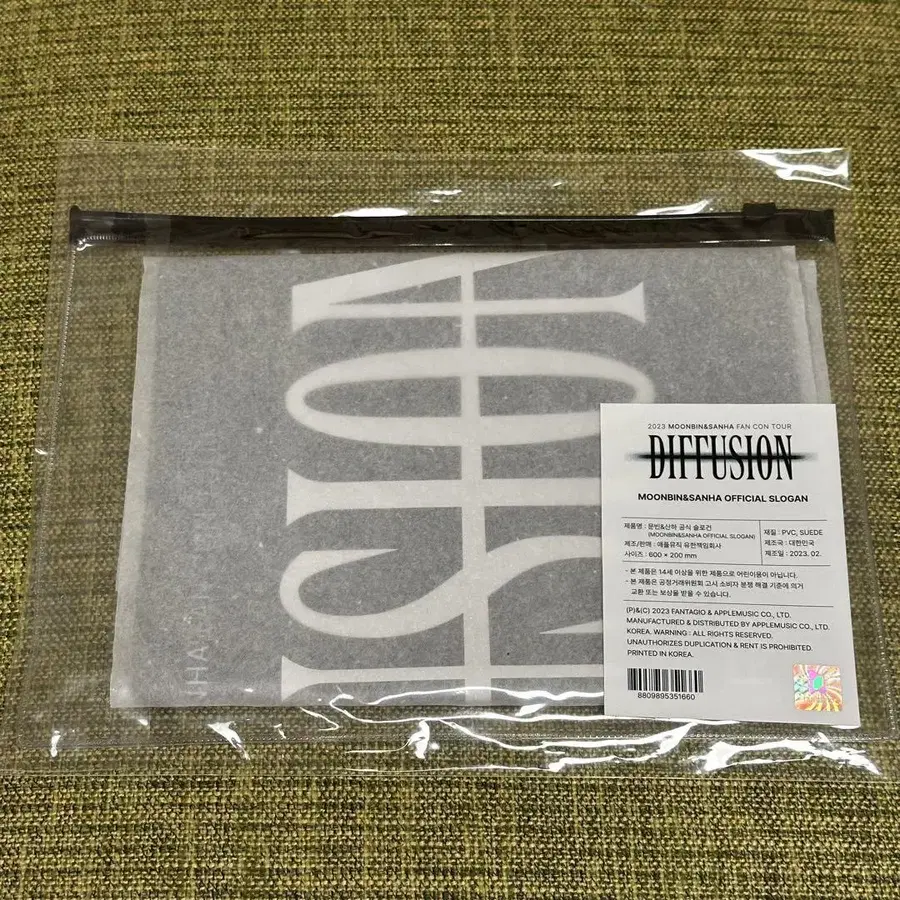 USION
HA
2023 MOONBIN&SANHA FAN CON TOUR
DIFFUSION
MOONBIN&SANHA OFFICIAL SLOGAN
제품명 : 문빈&산하 공식 슬로건
(MOONBIN&SANHA OFFICIAL SLOGAN)
제조/판매 : 애플뮤직 유한책임회사
사이즈 : 600 × 200 mm
재질 : PVC, SUEDE
제조국 : 대한민국
제조일 : 2023. 02.
- 본 제품은 14세 이상을 위한 제품으로 어린이용이 아닙니다.
- 본 제품은 공정거래위원회 고시 소비자 분쟁 해결 기준에 의거
교환 또는 보상을 받을 수 있습니다.
(P)&(C) 2023 FANTAGIO & APPLEMUSIC CO., LTD.
MANUFACTURED & DISTRIBUTED BY APPLEMUSIC CO., LTD.
KOREA. WARNING : ALL RIGHTS RESERVED.
UNAUTHORIZES DUPLICATION & RENT IS PROHIBITED.
PRINTED IN KOREA.
8809895351660